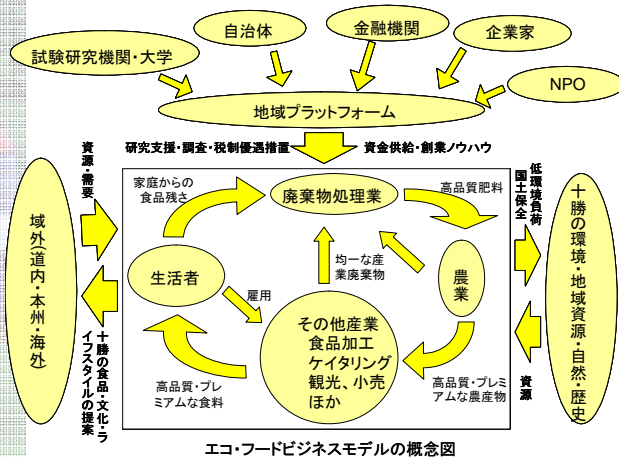 試験研究機関・大学
自治体
金融機関
企業家
NPO
地域プラットフォーム
研究支援・調査・税制優遇措置
資金供給・創業ノウハウ
資源・需要
域外(道内・本州・海外)
十勝の食品・文化・ラ
イフスタイルの提案
家庭からの
食品残さ
廃棄物処理業
高品質肥料
生活者
雇用
均一な産
業廃棄物
農業
その他産業
食品加工
ケイタリング
観光、小売
ほか
高品質・プレ
ミアムな食料
高品質・プレミ
アムな農産物
低環境負荷
国土保全
資源
十勝の環境・地域資源・自然・歴史
エコ・フードビジネスモデルの概念図